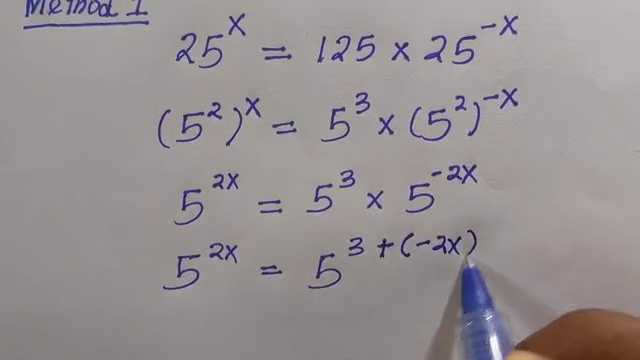 Method 1
25^x = 125 × 25^-x
(5^2)^x = 5^3 × (5^2)^-x
5^2x = 5^3 × 5^-2x
5^2x = 5^3+(-2x)